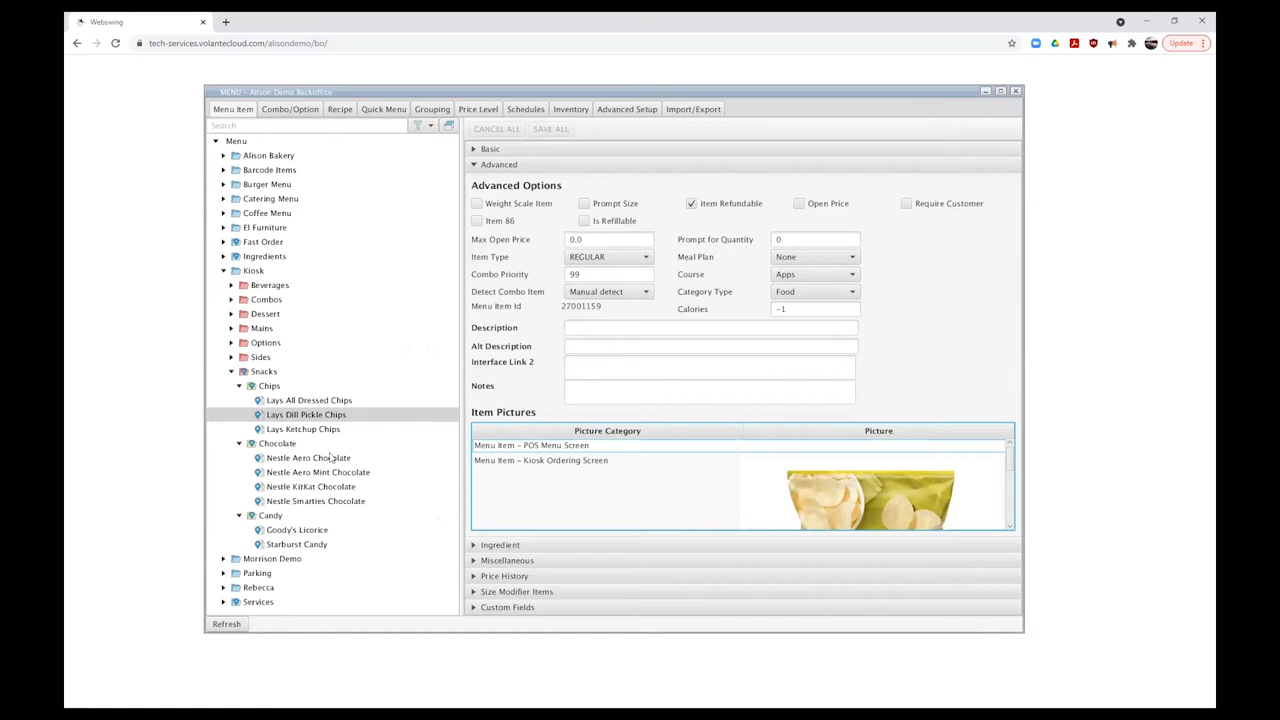 Webswing
tech-services.volantecloud.com/alisondemo/bo/
Update
MENU - Alison Demo Backoffice
Menu Item Combo/Option Recipe Quick Menu Grouping Price Level Schedules Inventory Advanced Setup Import/Export
Search
CANCEL ALL SAVE ALL
Menu
Alison Bakery
Barcode Items
Burger Menu
Catering Menu
Coffee Menu
El Furniture
Fast Order
Ingredients
Kiosk
Beverages
Combos
Dessert
Mains
Options
Sides
Snacks
Chips
Lays All Dressed Chips
Lays Dill Pickle Chips
Lays Ketchup Chips
Chocolate
Nestle Aero Chocolate
Nestle Aero Mint Chocolate
Nestle KitKat Chocolate
Nestle Smarties Chocolate
Candy
Goody's Licorice
Starburst Candy
Morrison Demo
Parking
Rebecca
Services
Refresh
Basic
Advanced
Advanced Options
Weight Scale Item Prompt Size Item Refundable Open Price Require Customer
Item 86 Is Refillable
Max Open Price 0.0 Prompt for Quantity 0
Item Type REGULAR Meal Plan None
Combo Priority 99 Course Apps
Detect Combo Item Manual detect Category Type Food
Menu Item Id 27001159 Calories -1
Description
Alt Description
Interface Link 2
Notes
Item Pictures
Picture Category Picture
Menu Item - POS Menu Screen
Menu Item - Kiosk Ordering Screen
Ingredient
Miscellaneous
Price History
Size Modifier Items
Custom Fields